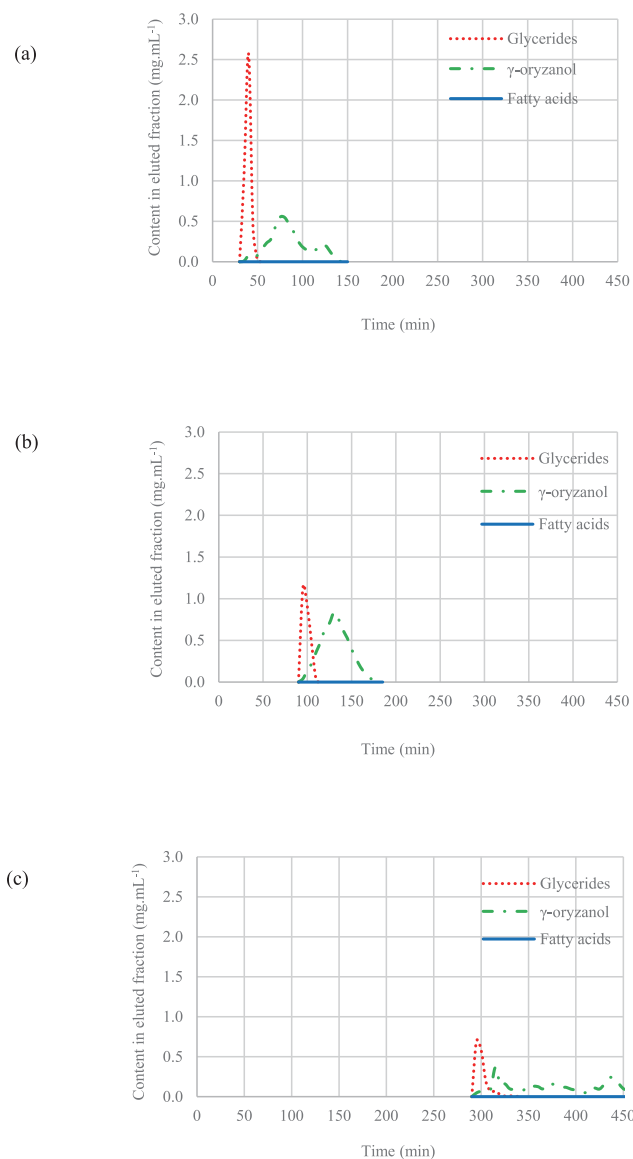 (a)
Content in eluted fraction (mg.mL⁻¹)
3.0
2.5
2.0
1.5
1.0
0.5
0.0
Glycerides
γ-oryzanol
Fatty acids
0 50 100 150 200 250 300 350 400 450
Time (min)
(b)
Content in eluted fraction (mg.mL⁻¹)
3.0
2.5
2.0
1.5
1.0
0.5
0.0
Glycerides
γ-oryzanol
Fatty acids
0 50 100 150 200 250 300 350 400 450
Time (min)
(c)
Content in eluted fraction (mg.mL⁻¹)
3.0
2.5
2.0
1.5
1.0
0.5
0.0
Glycerides
γ-oryzanol
Fatty acids
0 50 100 150 200 250 300 350 400 450
Time (min)